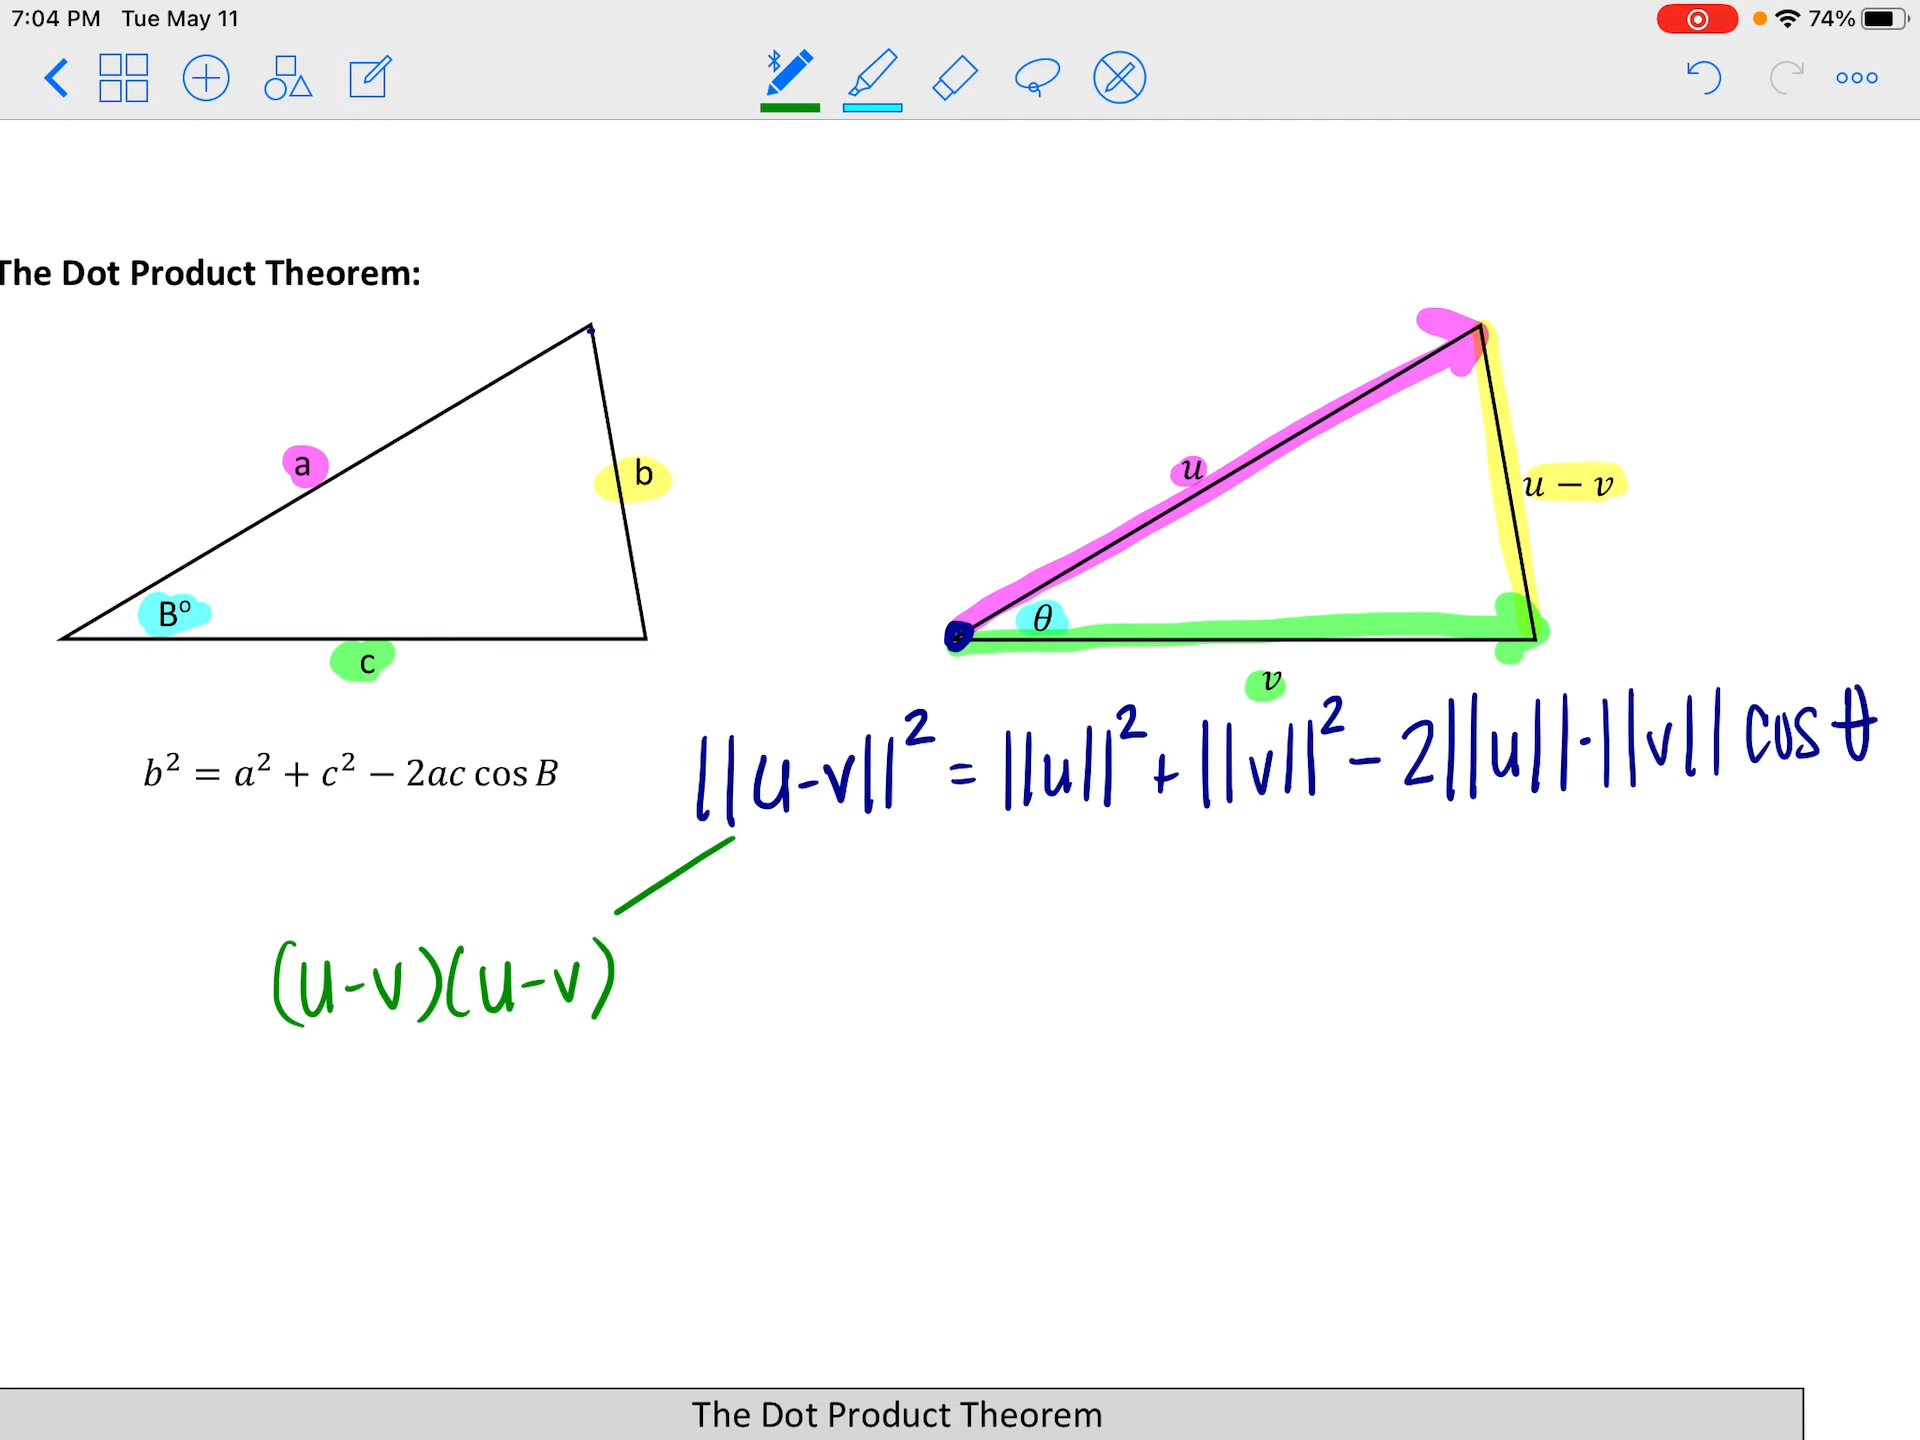 7:04 PM Tue May 11
74%
The Dot Product Theorem:
a
b
B°
c
u
u − v
θ
v
b² = a² + c² − 2ac cos B
||u-v||² = ||u||² + ||v||² - 2||u||·||v|| cos θ
(u-v)(u-v)
The Dot Product Theorem